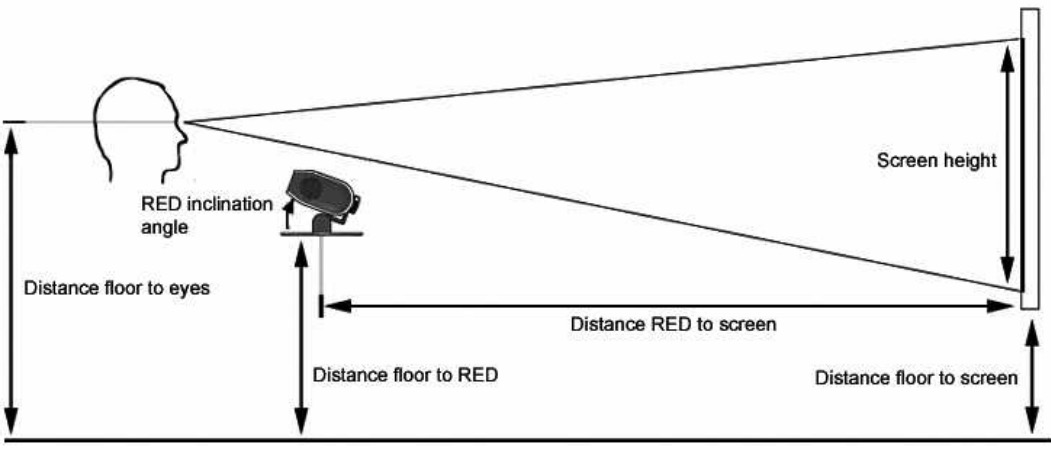 Screen height
RED inclination
angle
Distance floor to eyes
Distance RED to screen
Distance floor to RED
Distance floor to screen